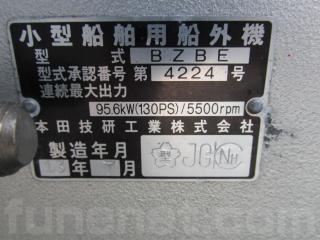 小型船舶用船外機
型式 BZBE
型式承認番号第 4224 号
連続最大出力
95.6kW(130PS)/5500rpm
本田技研工業株式会社
製造年月
年 月
JCI NH